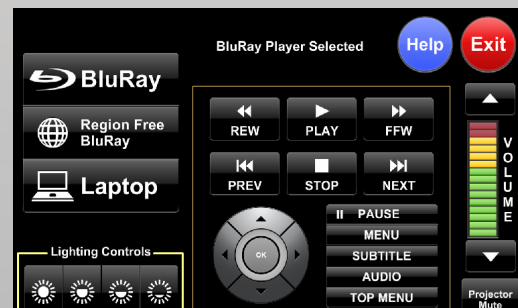 BluRay Player Selected
Help
Exit
BluRay
Region Free
BluRay
Laptop
REW
PLAY
FFW
PREV
STOP
NEXT
PAUSE
MENU
SUBTITLE
AUDIO
TOP MENU
OK
VOLUME
Lighting Controls
Projector
Mute